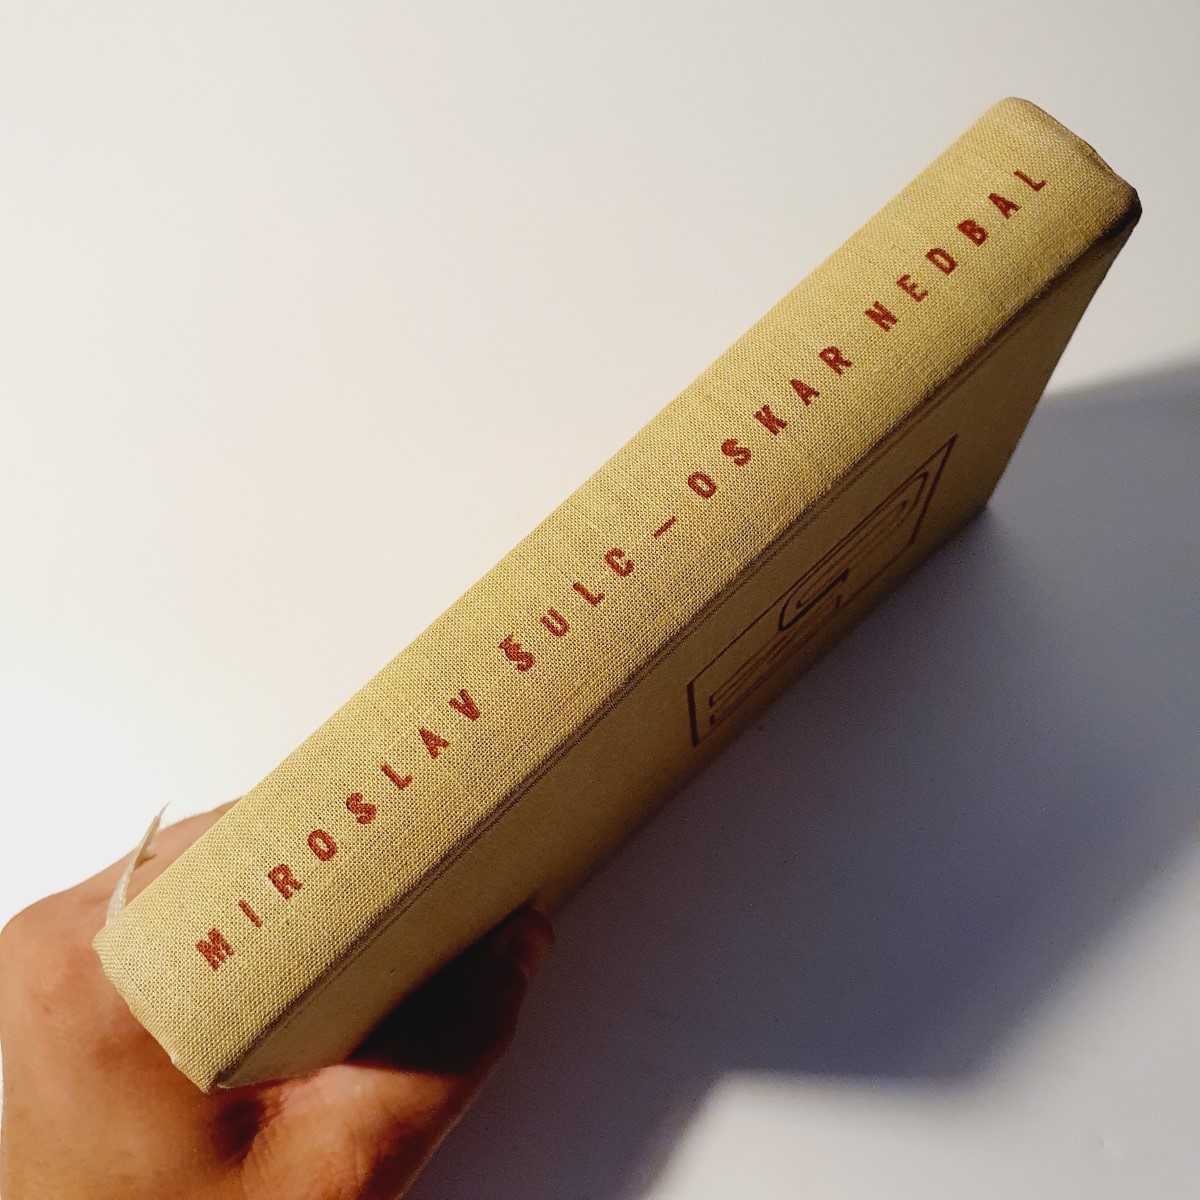 MIROSLAV ŠULC – OSKAR NEDBAL